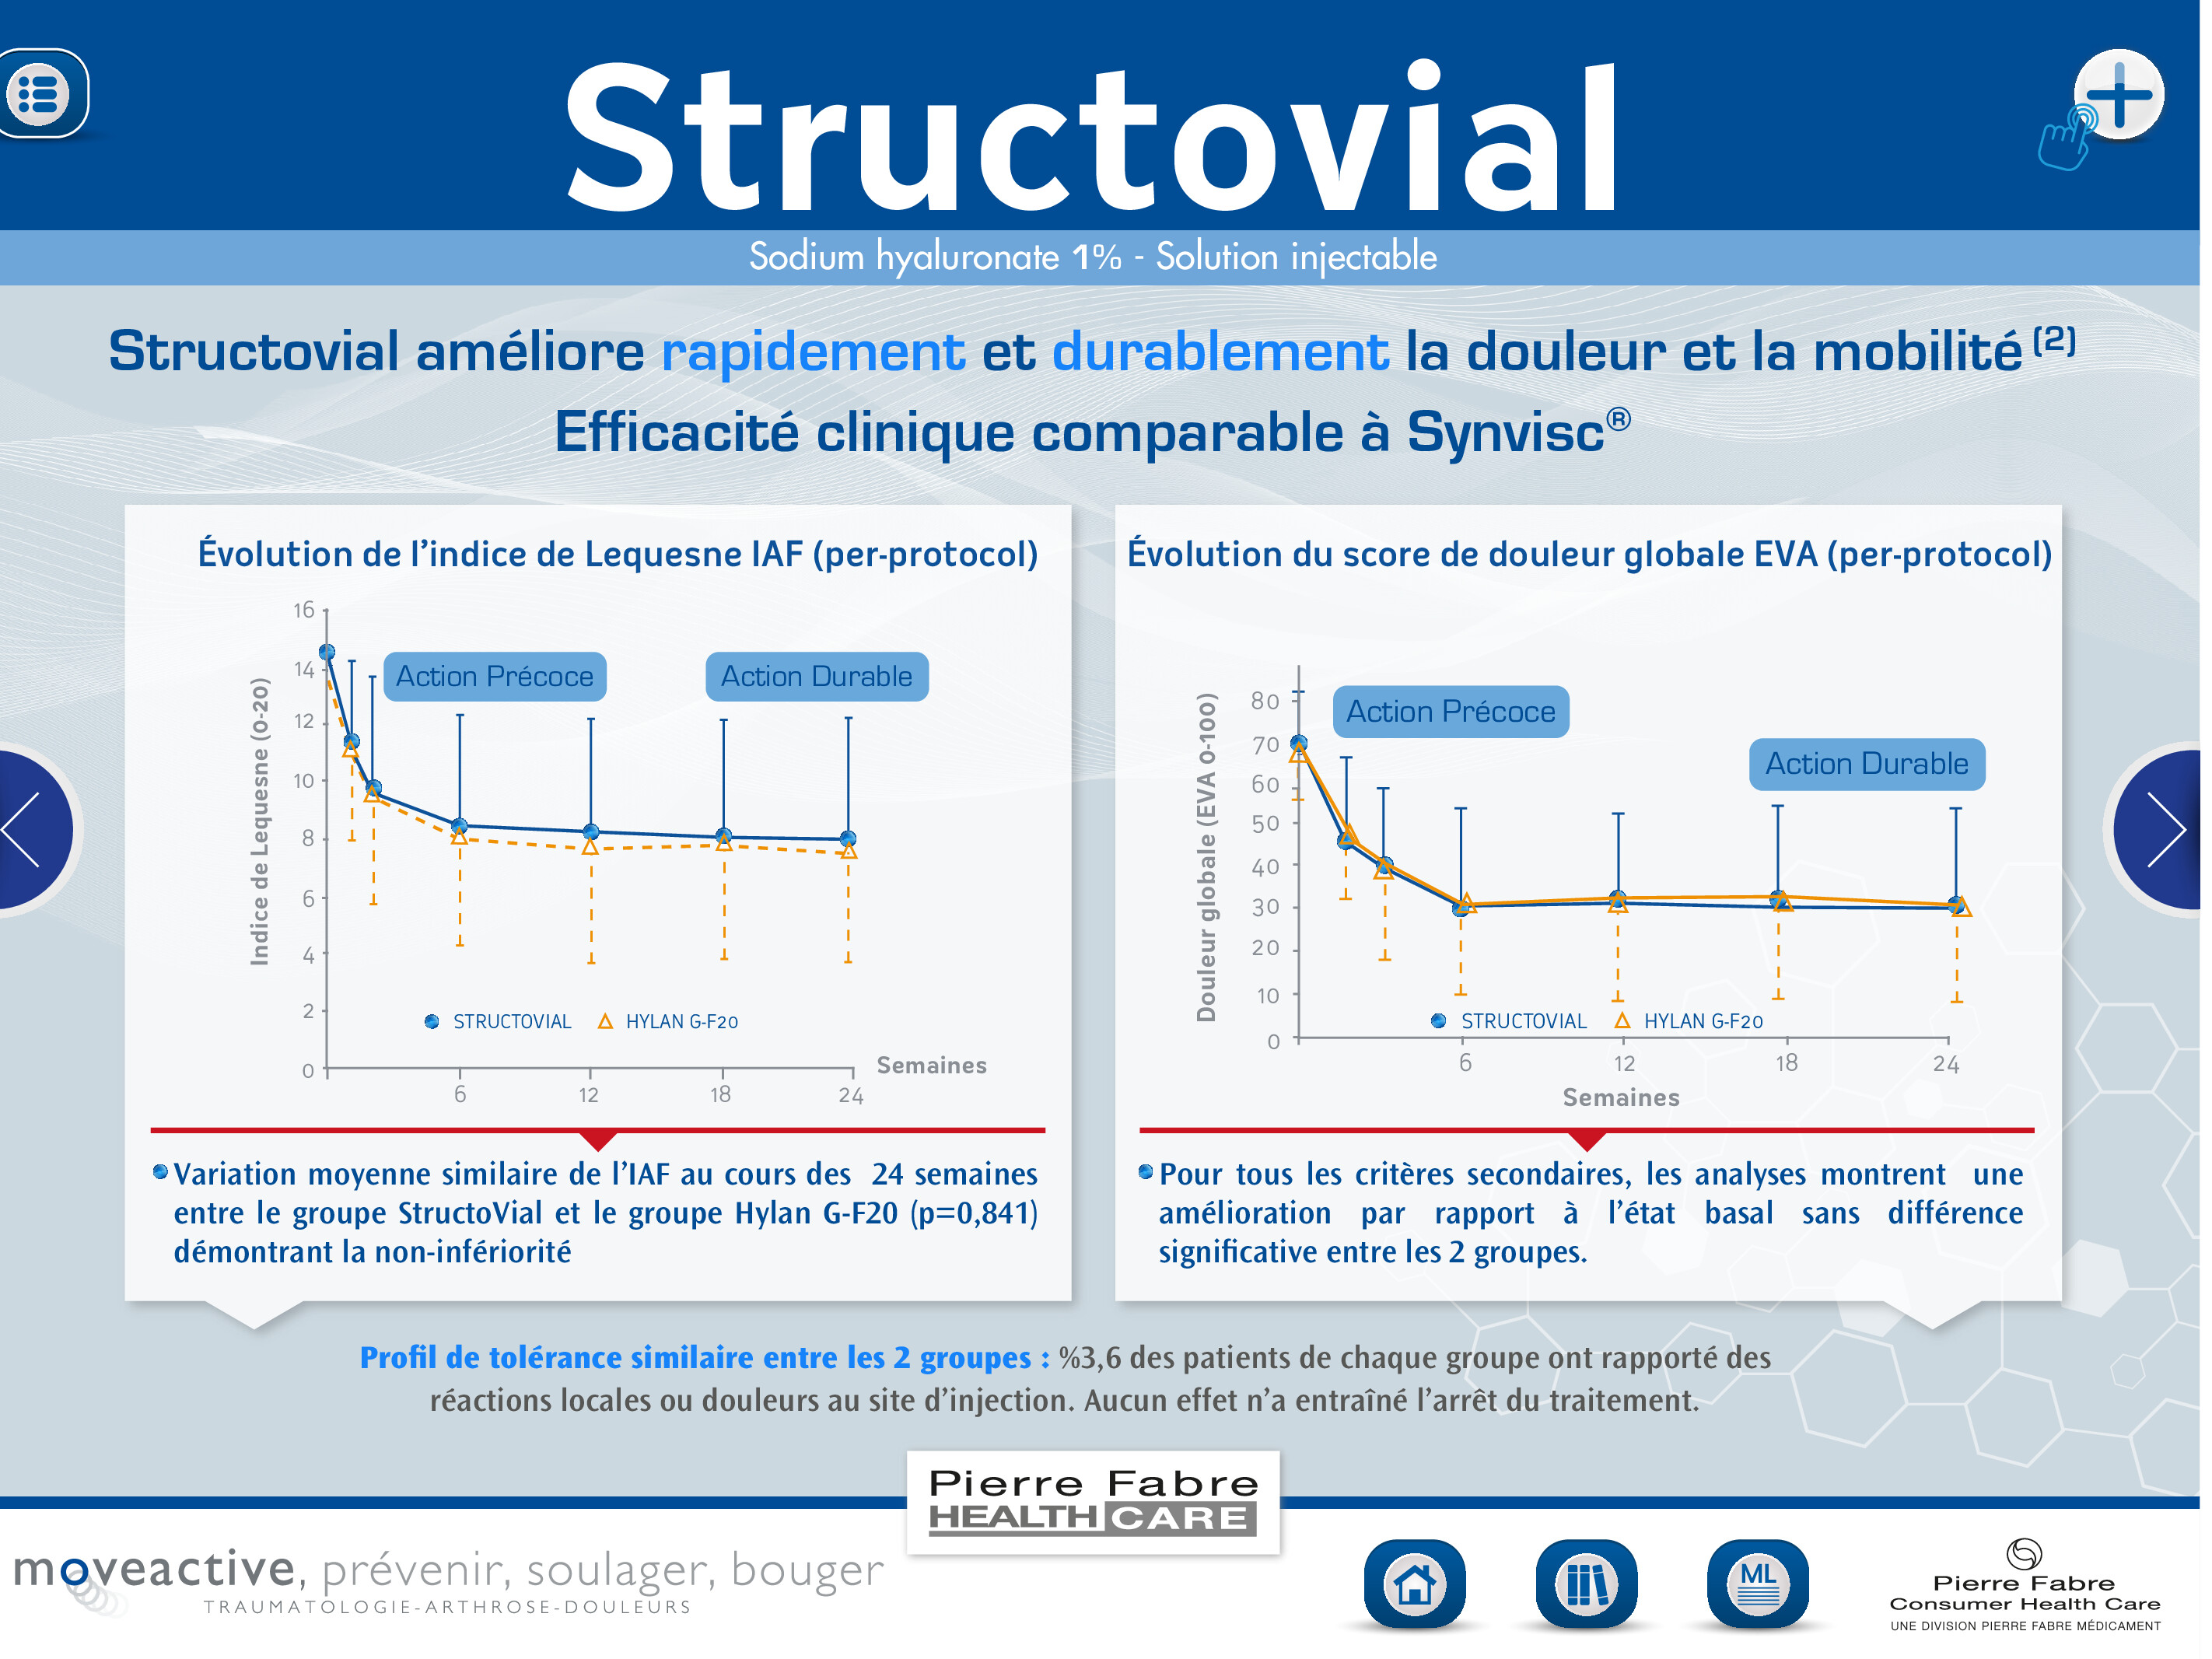 Structovial
Sodium hyaluronate 1% - Solution injectable
Structovial améliore rapidement et durablement la douleur et la mobilité (2)
Efficacité clinique comparable à Synvisc®
Évolution de l'indice de Lequesne IAF (per-protocol)
Indice de Lequesne (0-20)
16
14
12
10
8
6
4
2
0
Action Précoce
Action Durable
STRUCTOVIAL
HYLAN G-F20
6
12
18
24
Semaines
Variation moyenne similaire de l'IAF au cours des 24 semaines
entre le groupe StructoVial et le groupe Hylan G-F20 (p=0,841)
démontrant la non-infériorité
Évolution du score de douleur globale EVA (per-protocol)
Douleur globale (EVA 0-100)
80
70
60
50
40
30
20
10
0
Action Précoce
Action Durable
STRUCTOVIAL
HYLAN G-F20
6
12
18
24
Semaines
Pour tous les critères secondaires, les analyses montrent une
amélioration par rapport à l'état basal sans différence
significative entre les 2 groupes.
Profil de tolérance similaire entre les 2 groupes : %3,6 des patients de chaque groupe ont rapporté des
réactions locales ou douleurs au site d'injection. Aucun effet n'a entraîné l'arrêt du traitement.
Pierre Fabre
HEALTH CARE
moveactive, prévenir, soulager, bouger
TRAUMATOLOGIE-ARTHROSE-DOULEURS
ML
Pierre Fabre
Consumer Health Care
UNE DIVISION PIERRE FABRE MÉDICAMENT